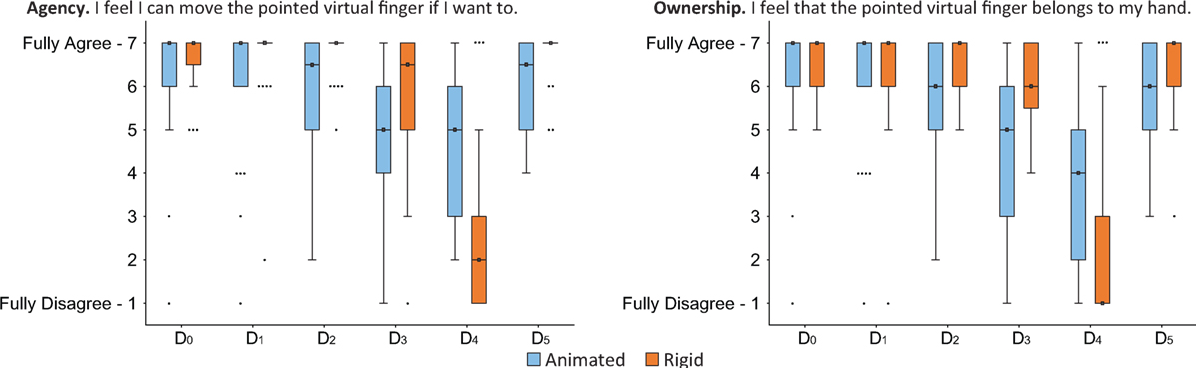 Agency. I feel I can move the pointed virtual finger if I want to.
Fully Agree - 7
6
5
4
3
2
Fully Disagree - 1
D0 D1 D2 D3 D4 D5
Ownership. I feel that the pointed virtual finger belongs to my hand.
Fully Agree - 7
6
5
4
3
2
Fully Disagree - 1
D0 D1 D2 D3 D4 D5
Animated Rigid